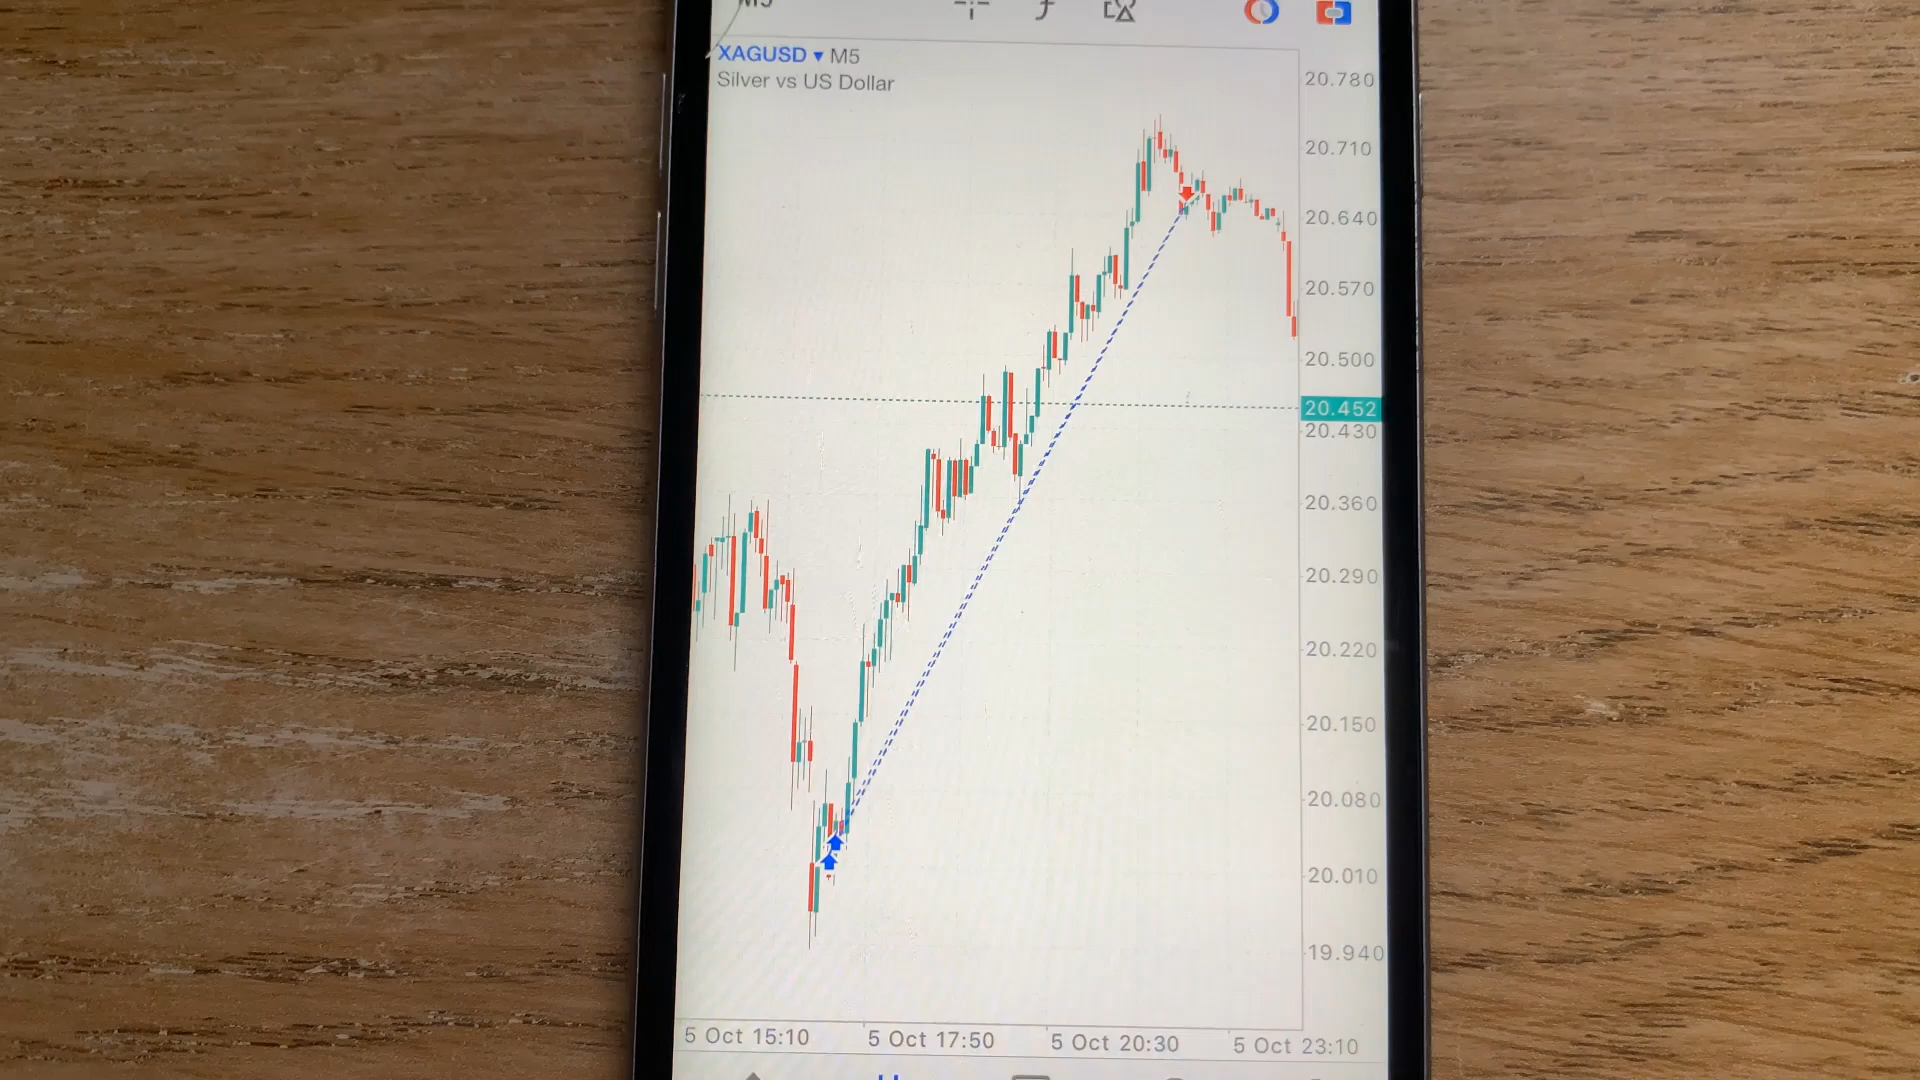 M5
XAGUSD ▾ M5
Silver vs US Dollar
20.780
20.710
20.640
20.570
20.500
20.452
20.430
20.360
20.290
20.220
20.150
20.080
20.010
19.940
5 Oct 15:10
5 Oct 17:50
5 Oct 20:30
5 Oct 23:10